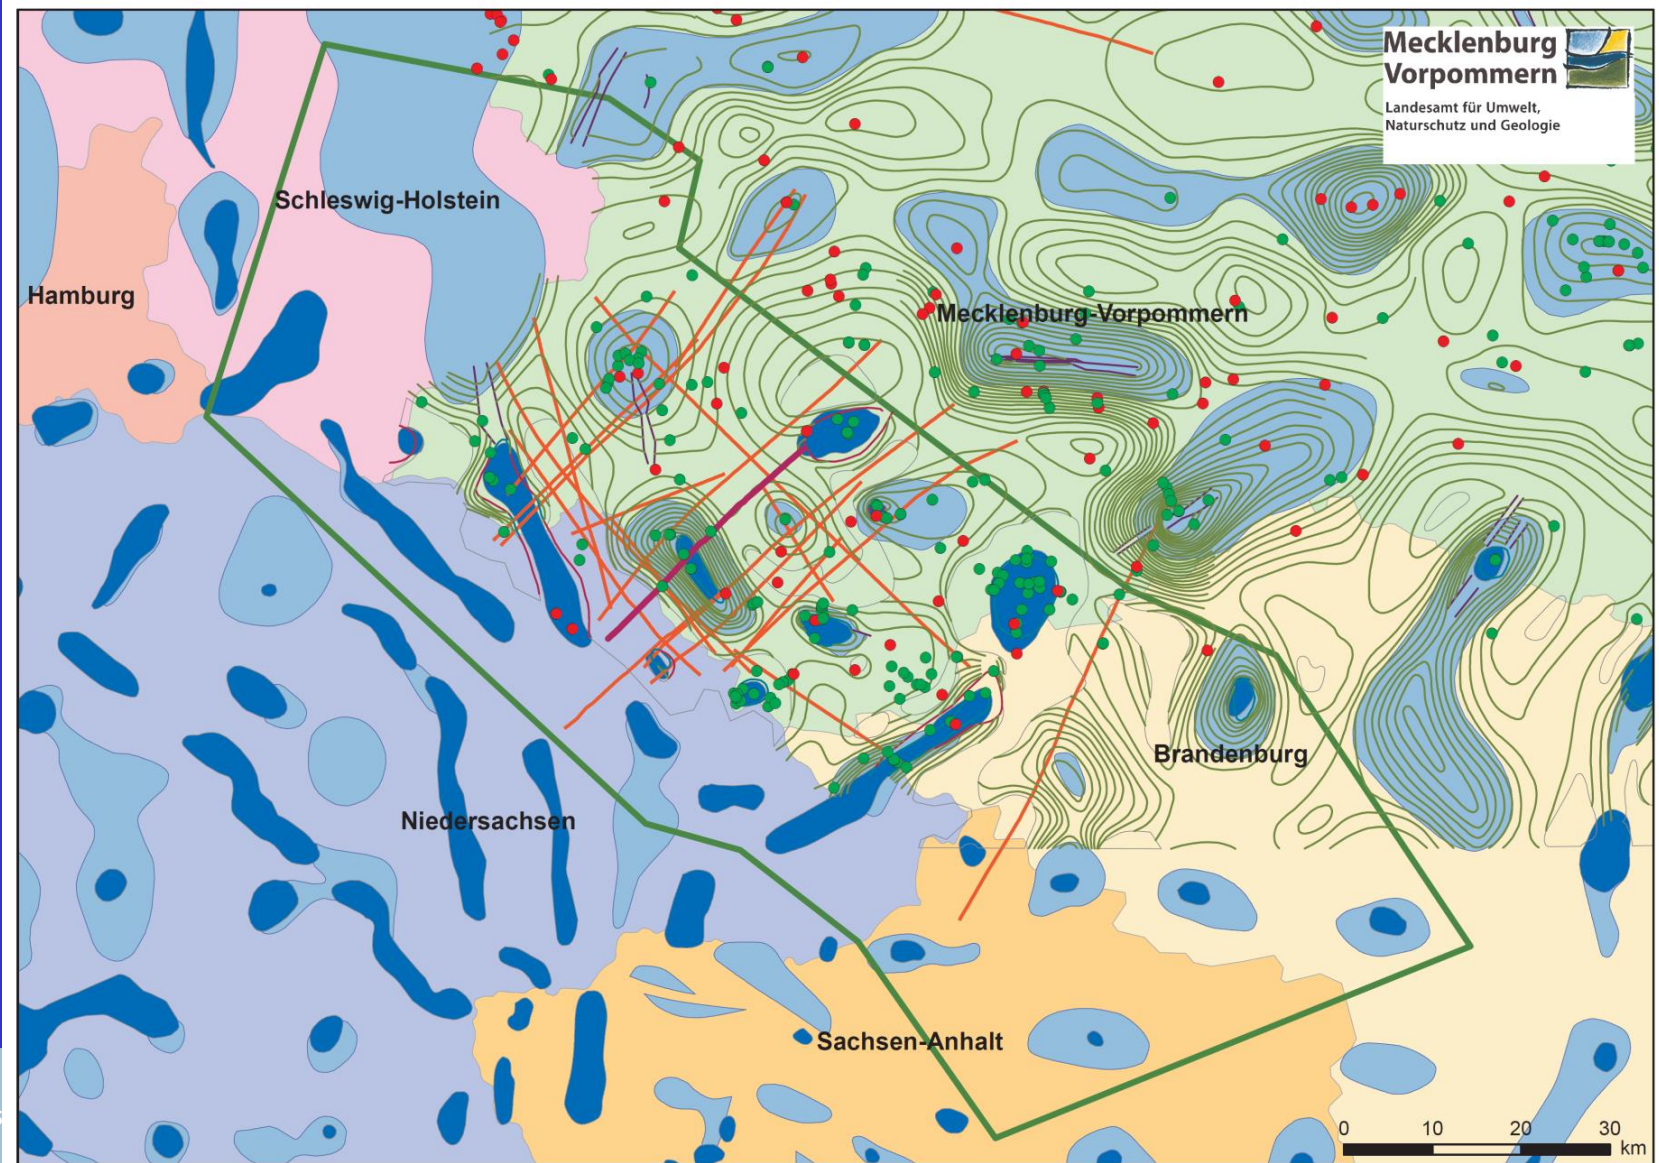 Mecklenburg
Vorpommern
Landesamt für Umwelt,
Naturschutz und Geologie
Schleswig-Holstein
Hamburg
Mecklenburg-Vorpommern
Brandenburg
Niedersachsen
Sachsen-Anhalt
0 10 20 30
km